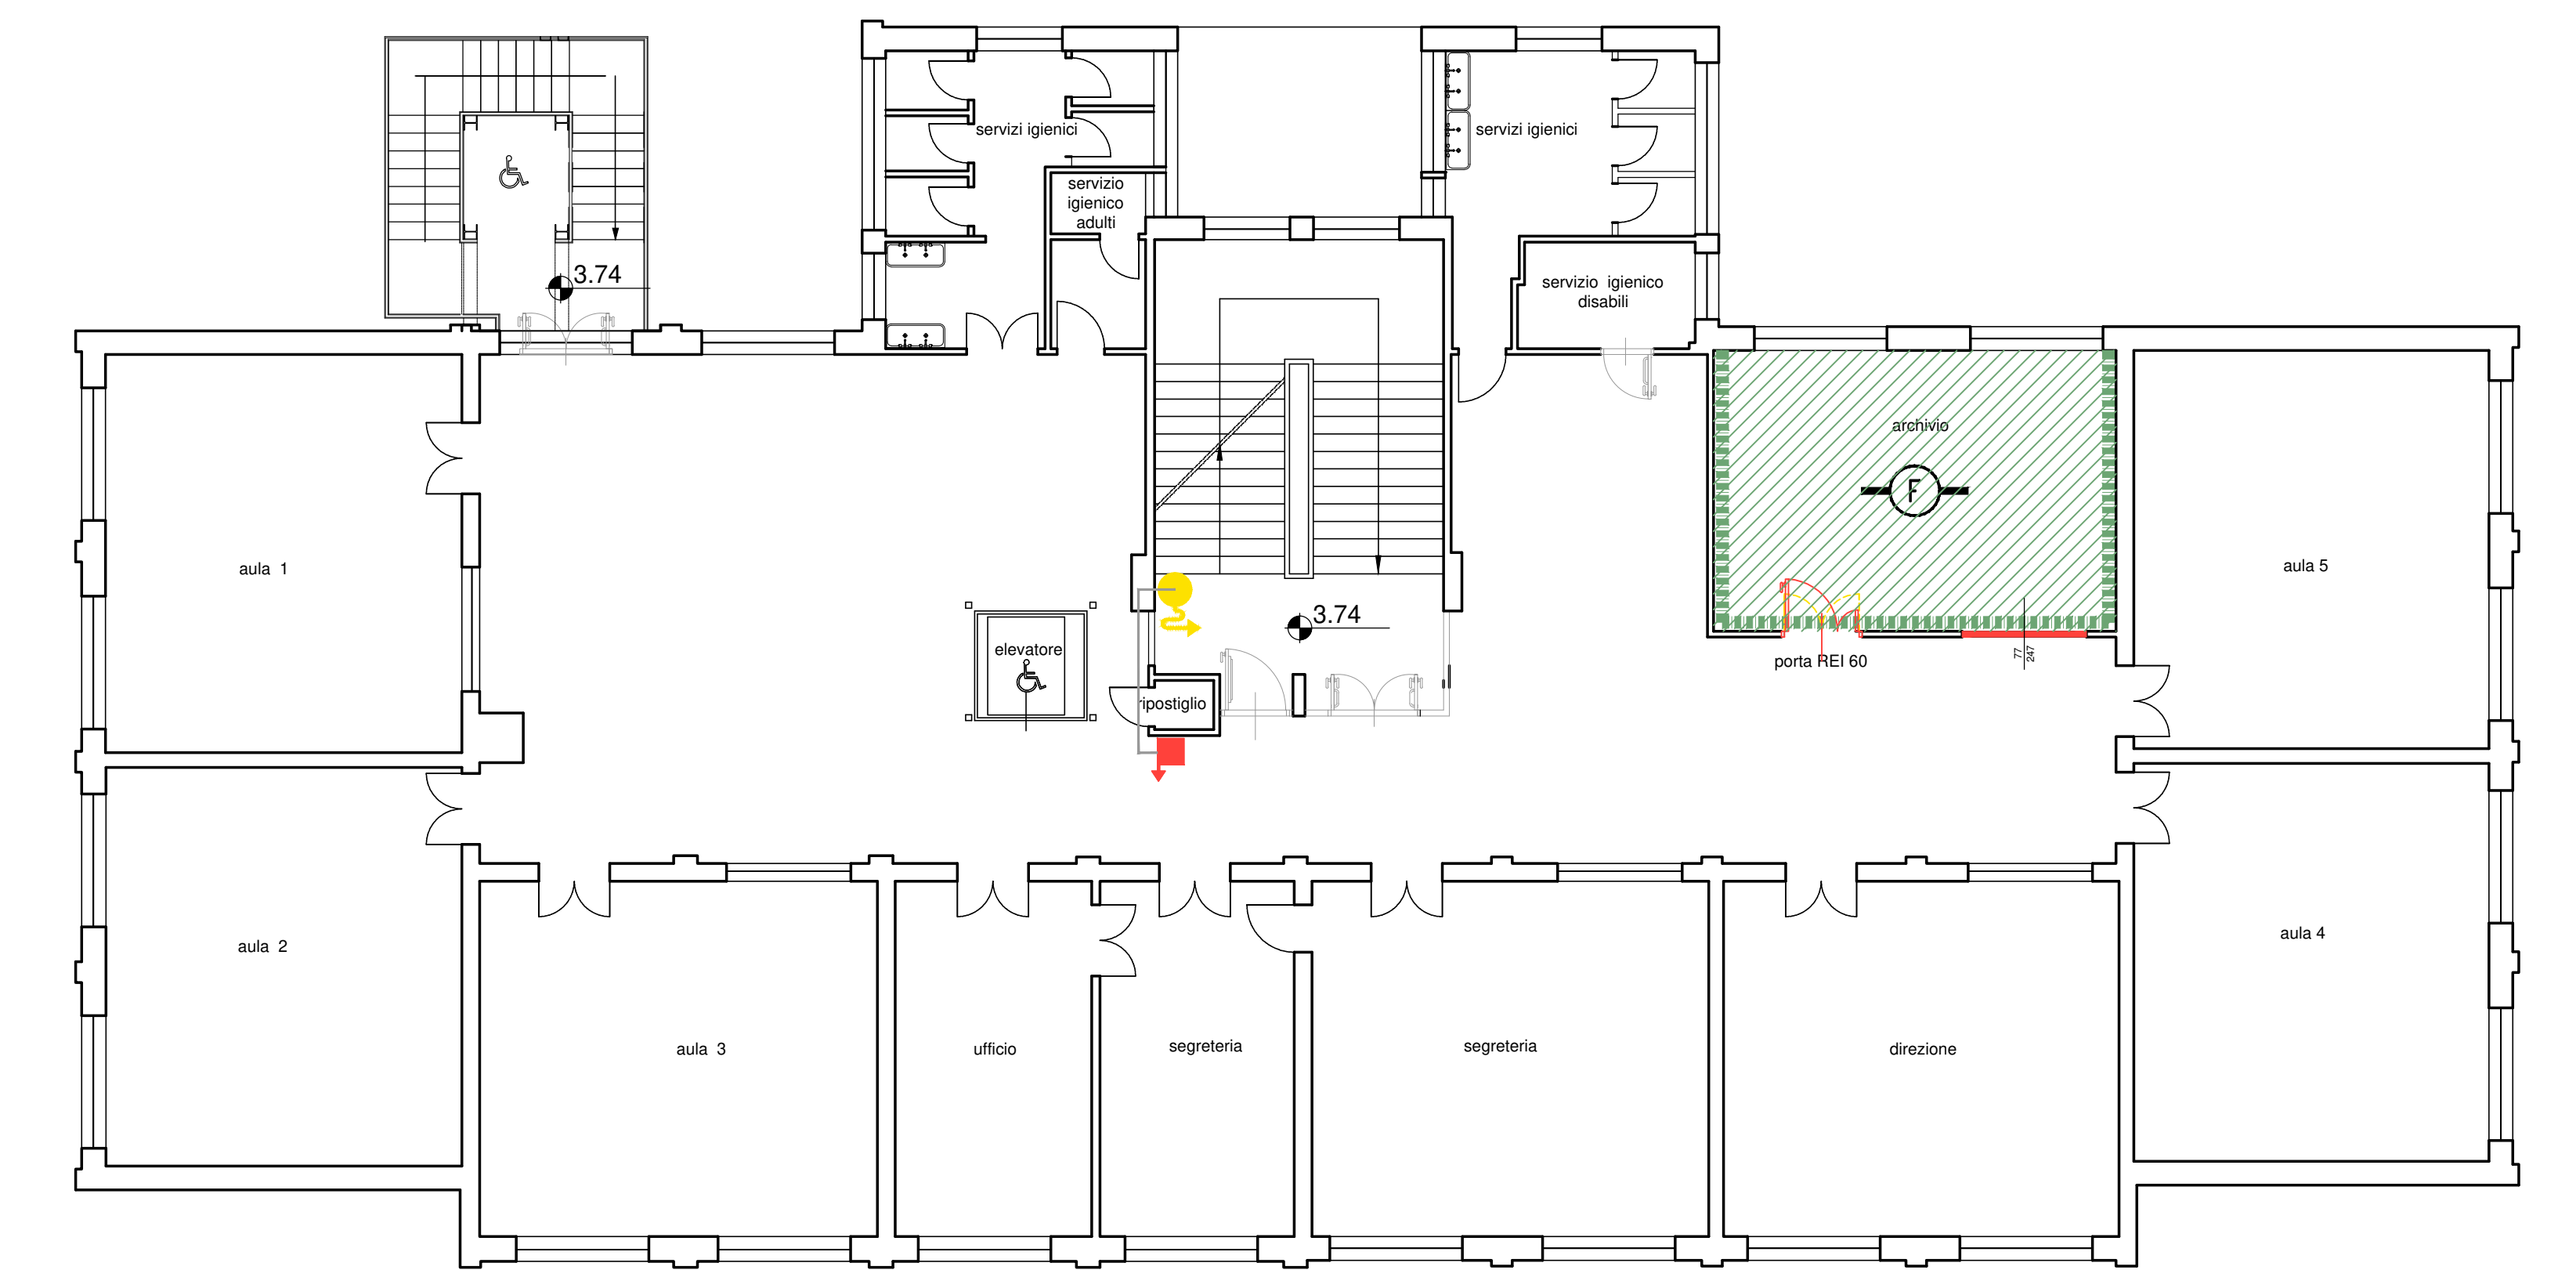 servizi igienici
servizi igienici
servizio
igienico
adulti
3.74
servizio igienico
disabili
archivio
F
aula 1
aula 5
3.74
elevatore
porta REI 60
77
247
ripostiglio
aula 2
aula 4
aula 3
ufficio
segreteria
segreteria
direzione